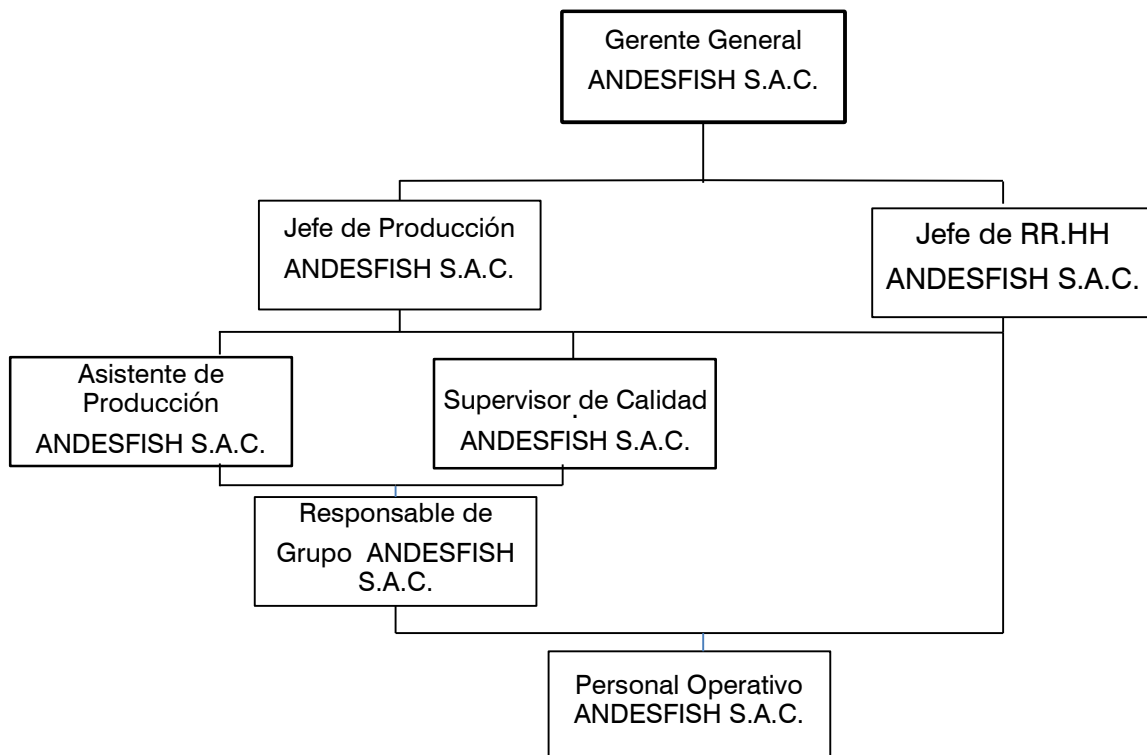 Gerente General
ANDESFISH S.A.C.
Jefe de Producción
ANDESFISH S.A.C.
Jefe de RR.HH
ANDESFISH S.A.C.
Asistente de
Producción
ANDESFISH S.A.C.
Supervisor de Calidad
.
ANDESFISH S.A.C.
Responsable de
Grupo ANDESFISH
S.A.C.
Personal Operativo
ANDESFISH S.A.C.